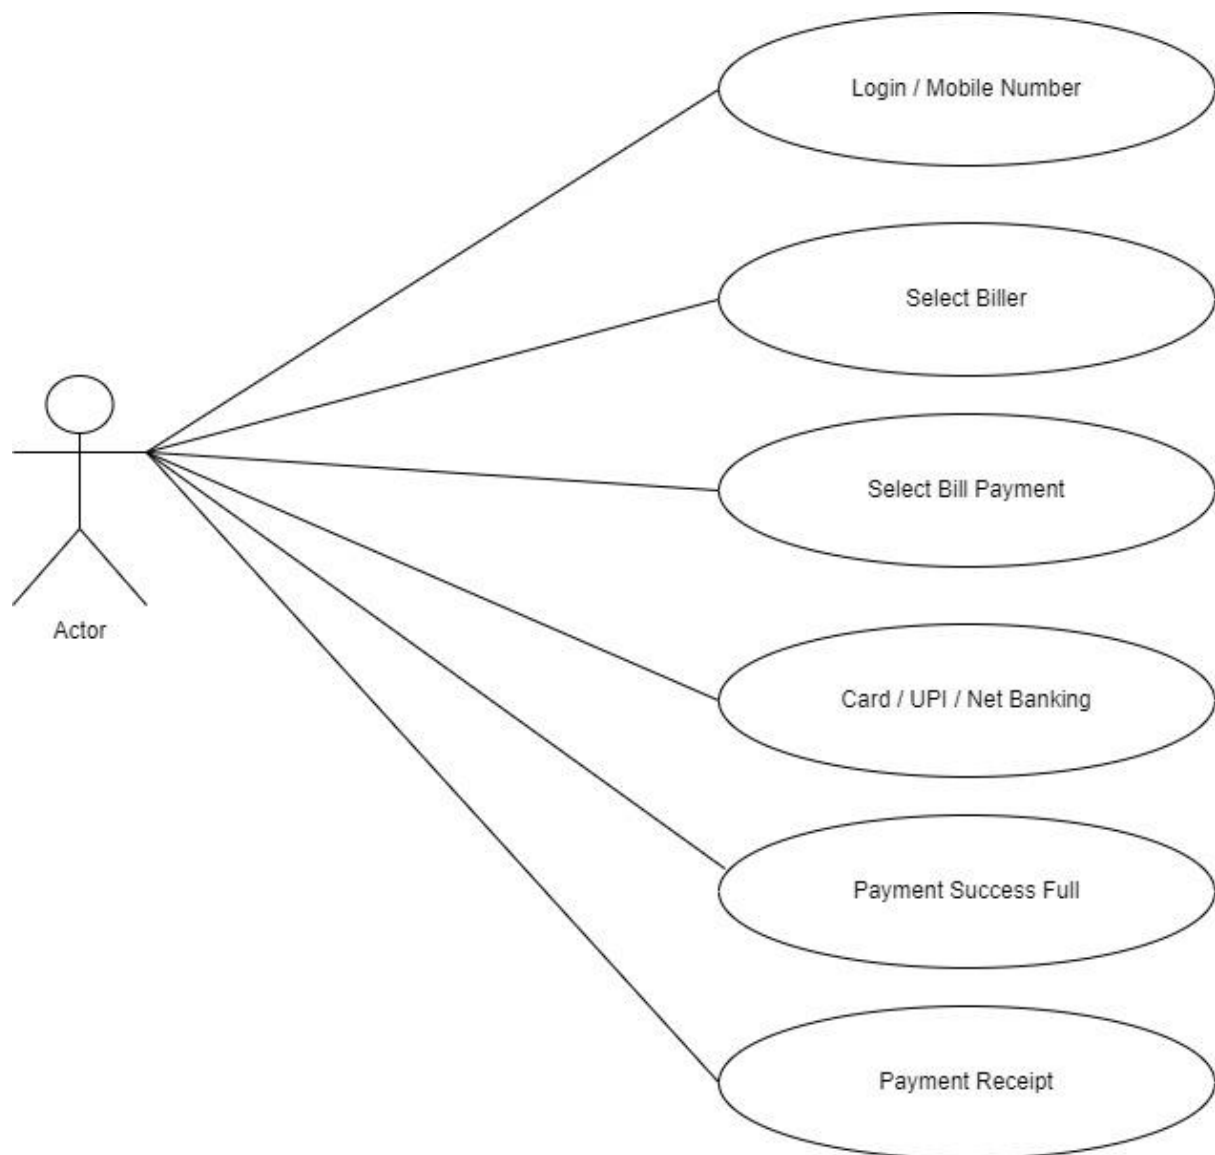 Login / Mobile Number
Select Biller
Select Bill Payment
Actor
Card / UPI / Net Banking
Payment Success Full
Payment Receipt